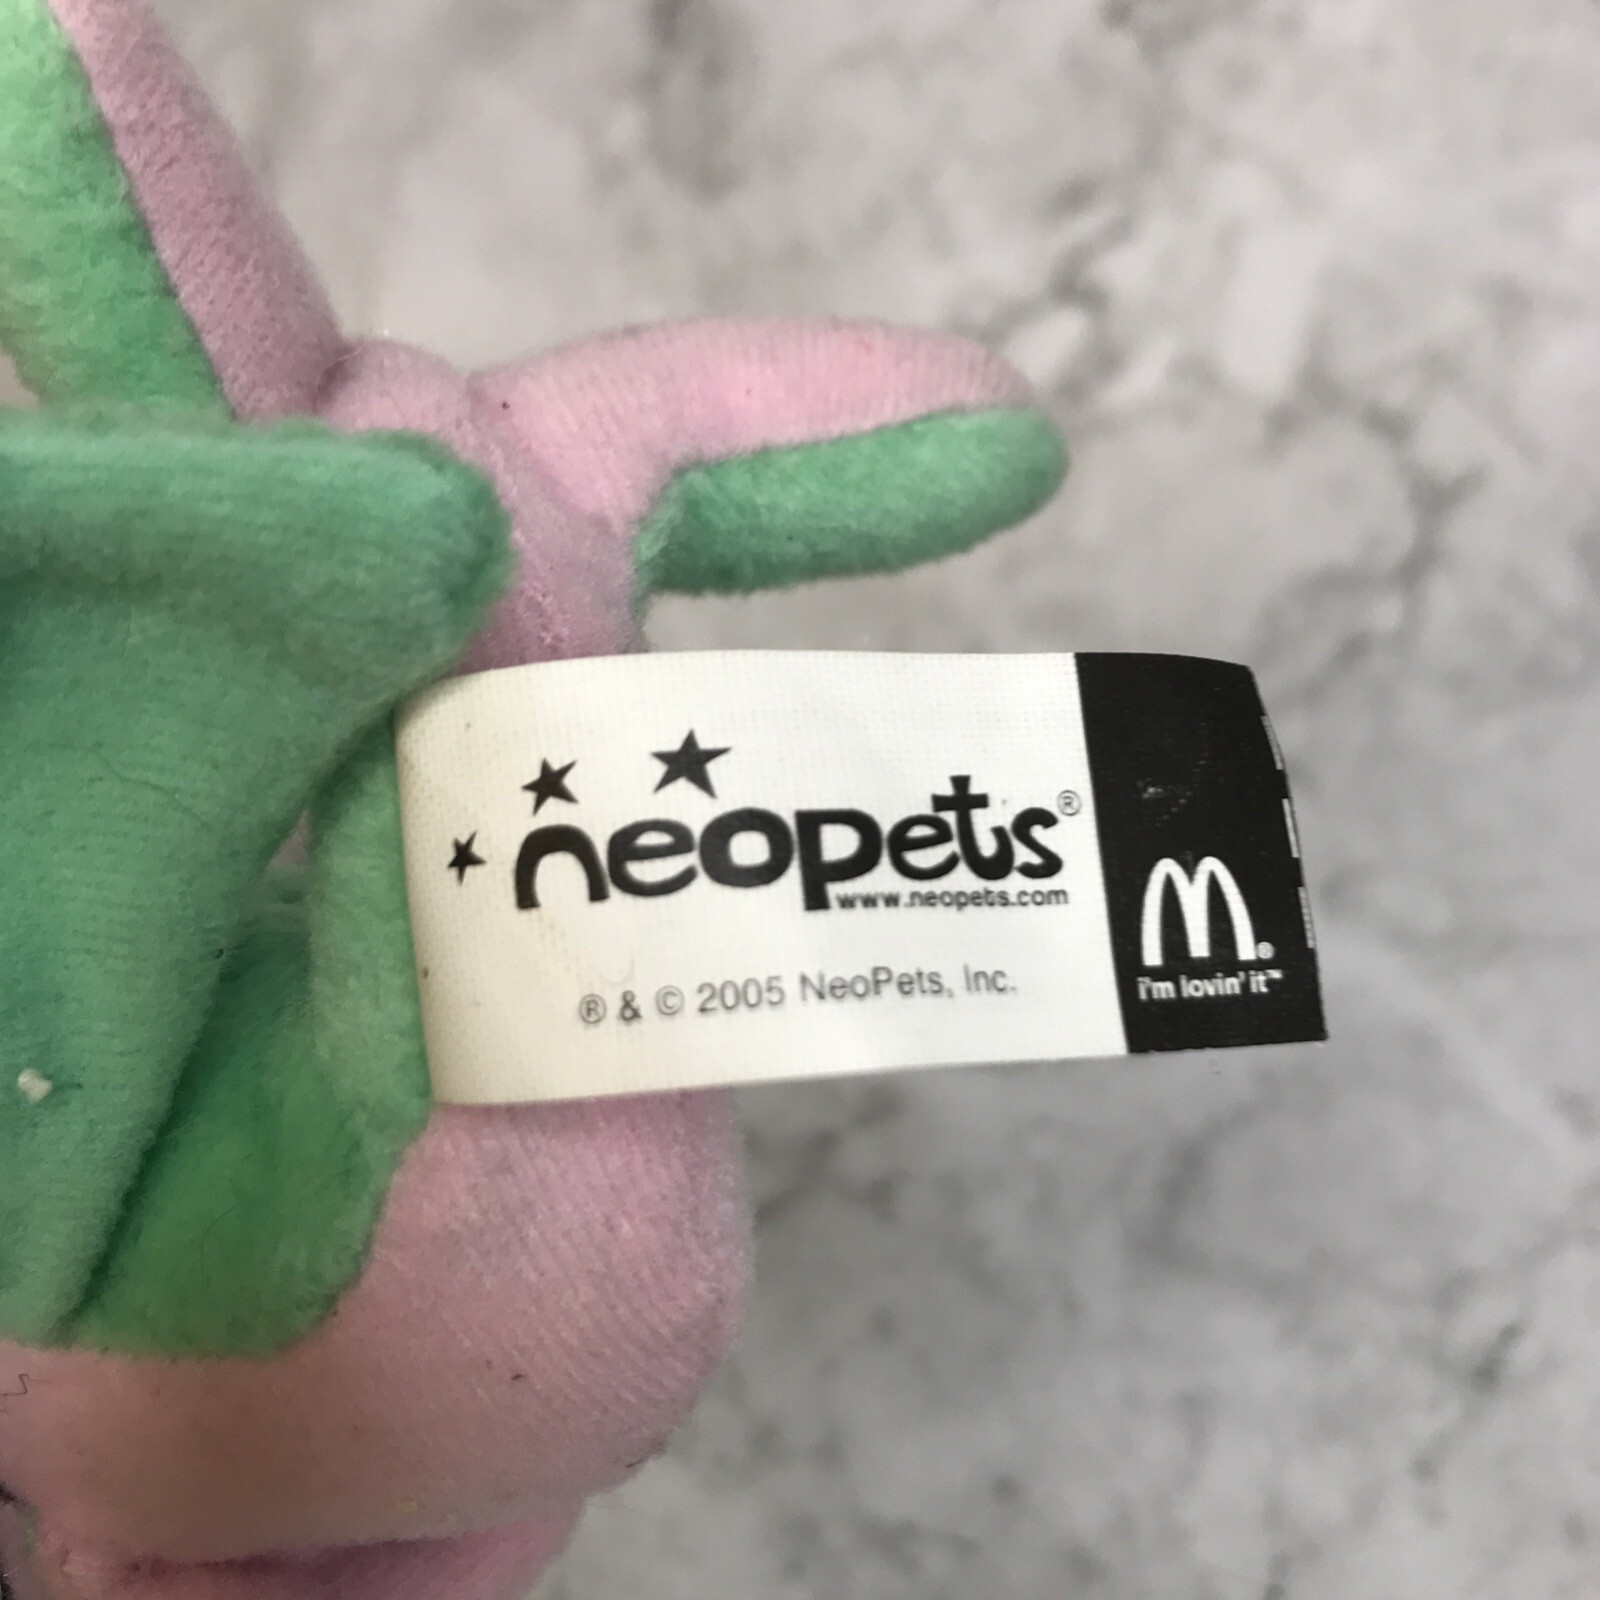 neopets®
www.neopets.com
® & © 2005 NeoPets, Inc.
M®
i'm lovin' it™